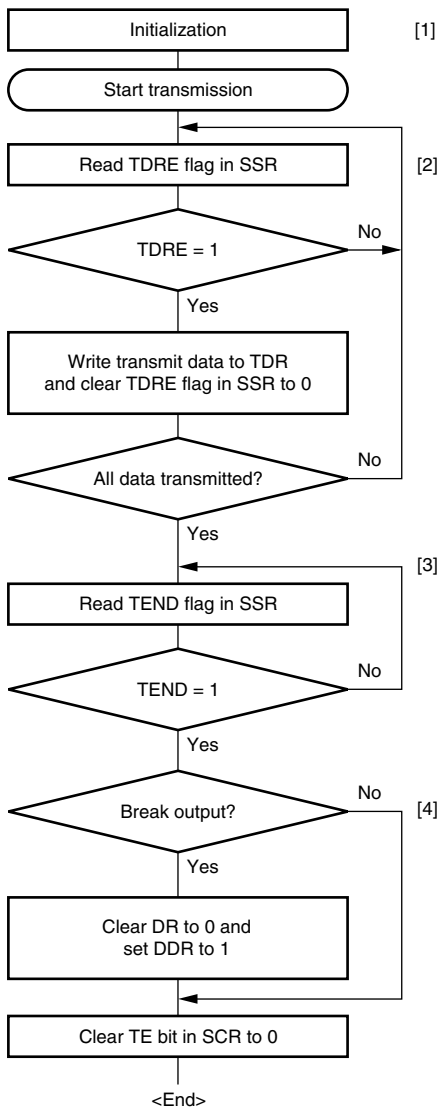 Initialization
[1]
Start transmission
Read TDRE flag in SSR
[2]
TDRE = 1
No
Yes
Write transmit data to TDR
and clear TDRE flag in SSR to 0
All data transmitted?
No
Yes
[3]
Read TEND flag in SSR
TEND = 1
No
Yes
Break output?
No
[4]
Yes
Clear DR to 0 and
set DDR to 1
Clear TE bit in SCR to 0
<End>